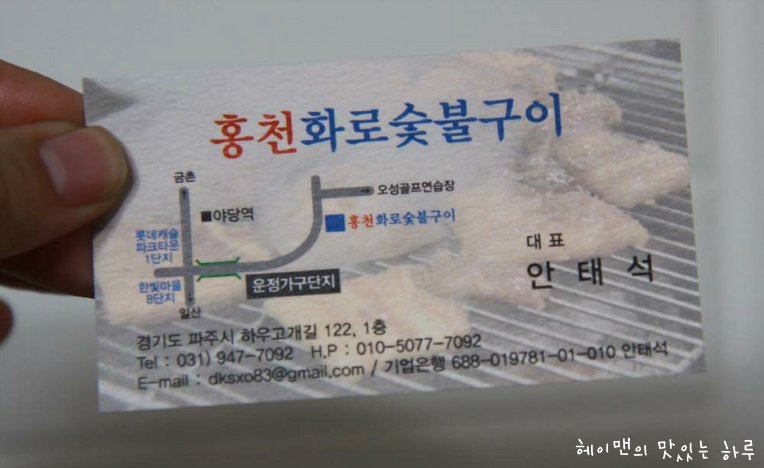 홍천화로숯불구이
금촌
오성골프연습장
야당역
홍천화로숯불구이
롯데캐슬
파크타운
1단지
한빛마을
8단지
운정가구단지
일산
대표
안태석
경기도 파주시 하우고개길 122, 1층
Tel : 031) 947-7092 H.P : 010-5077-7092
E-mail : dksxo83@gmail.com / 기업은행 688-019781-01-010 안태석
헤이맨의 맛있는 하루